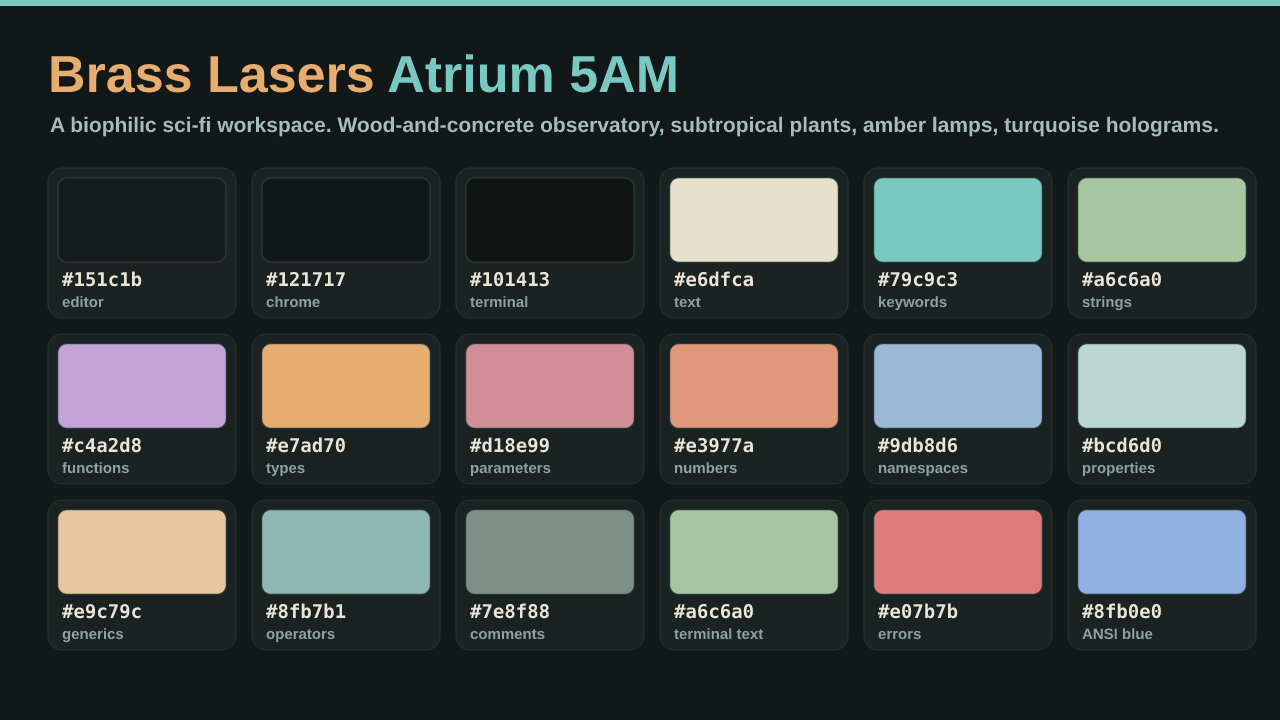 Brass Lasers Atrium 5AM
A biophilic sci-fi workspace. Wood-and-concrete observatory, subtropical plants, amber lamps, turquoise holograms.
#151c1b #121717 #101413 #e6dfca #79c9c3 #a6c6a0
editor chrome terminal text keywords strings
#c4a2d8 #e7ad70 #d18e99 #e3977a #9db8d6 #bcd6d0
functions types parameters numbers namespaces properties
#e9c79c #8fb7b1 #7e8f88 #a6c6a0 #e07b7b #8fb0e0
generics operators comments terminal text errors ANSI blue